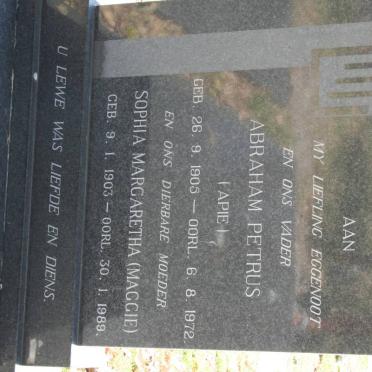 AAN
MY LIEFLING EGGENOOT
EN ONS VADER
ABRAHAM PETRUS
(APIE)
GEB. 26. 9. 1905 — OORL. 6. 8. 1972.
EN ONS DIERBARE MOEDER
SOPHIA MARGARETHA (MAGGIE)
GEB. 9. 1. 1903 — OORL. 30. 1. 1989.
U LEWE WAS LIEFDE EN DIENS.